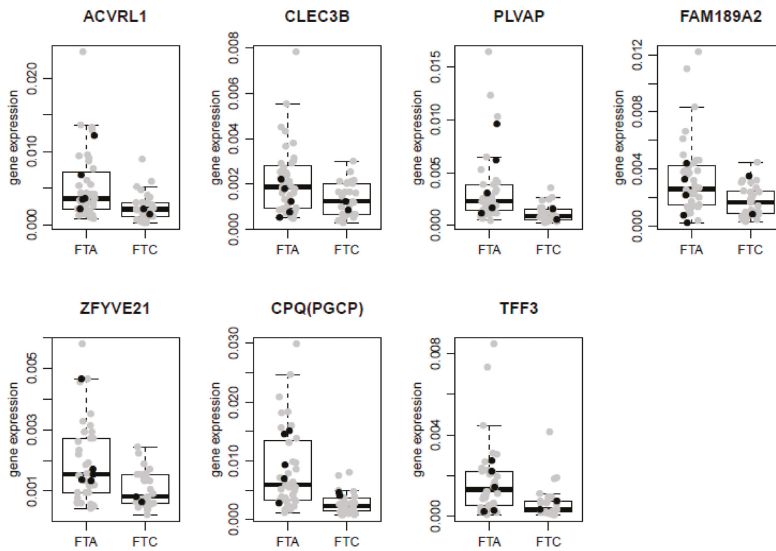 ACVRL1 CLEC3B PLVAP FAM189A2
gene expression
0.000 0.010 0.020
FTA FTC
gene expression
0.000 0.002 0.004 0.006 0.008
FTA FTC
gene expression
0.000 0.005 0.010 0.015
FTA FTC
gene expression
0.000 0.004 0.008 0.012
FTA FTC
ZFYVE21 CPQ(PGCP) TFF3
gene expression
0.001 0.003 0.005
FTA FTC
gene expression
0.000 0.010 0.020 0.030
FTA FTC
gene expression
0.000 0.004 0.008
FTA FTC